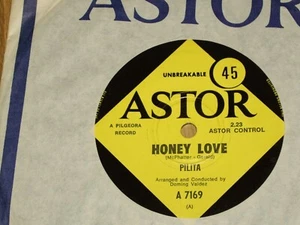 ASTOR
UNBREAKABLE 45
ASTOR
A PILGEORA
RECORD
2.23
ASTOR CONTROL
HONEY LOVE
PILITA
Arranged and Conducted by
Doming Valdez
A 7169
(A)